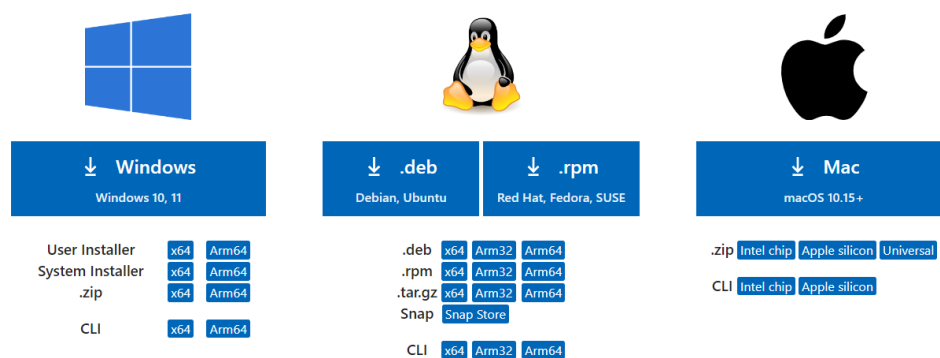 Windows
Windows 10, 11
User Installer x64 Arm64
System Installer x64 Arm64
.zip x64 Arm64
CLI x64 Arm64
.deb
Debian, Ubuntu
.rpm
Red Hat, Fedora, SUSE
.deb x64 Arm32 Arm64
.rpm x64 Arm32 Arm64
.tar.gz x64 Arm32 Arm64
Snap Snap Store
CLI x64 Arm32 Arm64
Mac
macOS 10.15+
.zip Intel chip Apple silicon Universal
CLI Intel chip Apple silicon